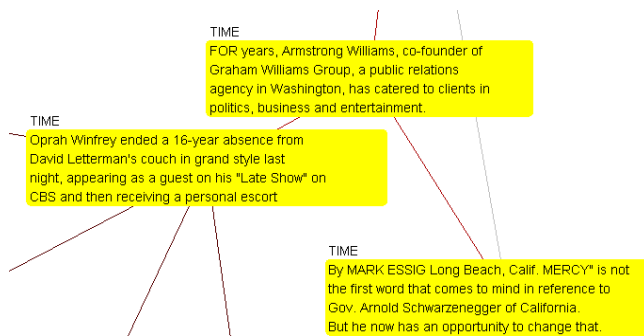 TIME
FOR years, Armstrong Williams, co-founder of
Graham Williams Group, a public relations
agency in Washington, has catered to clients in
politics, business and entertainment.
TIME
Oprah Winfrey ended a 16-year absence from
David Letterman's couch in grand style last
night, appearing as a guest on his "Late Show" on
CBS and then receiving a personal escort
TIME
By MARK ESSIG Long Beach, Calif. MERCY" is not
the first word that comes to mind in reference to
Gov. Arnold Schwarzenegger of California.
But he now has an opportunity to change that.